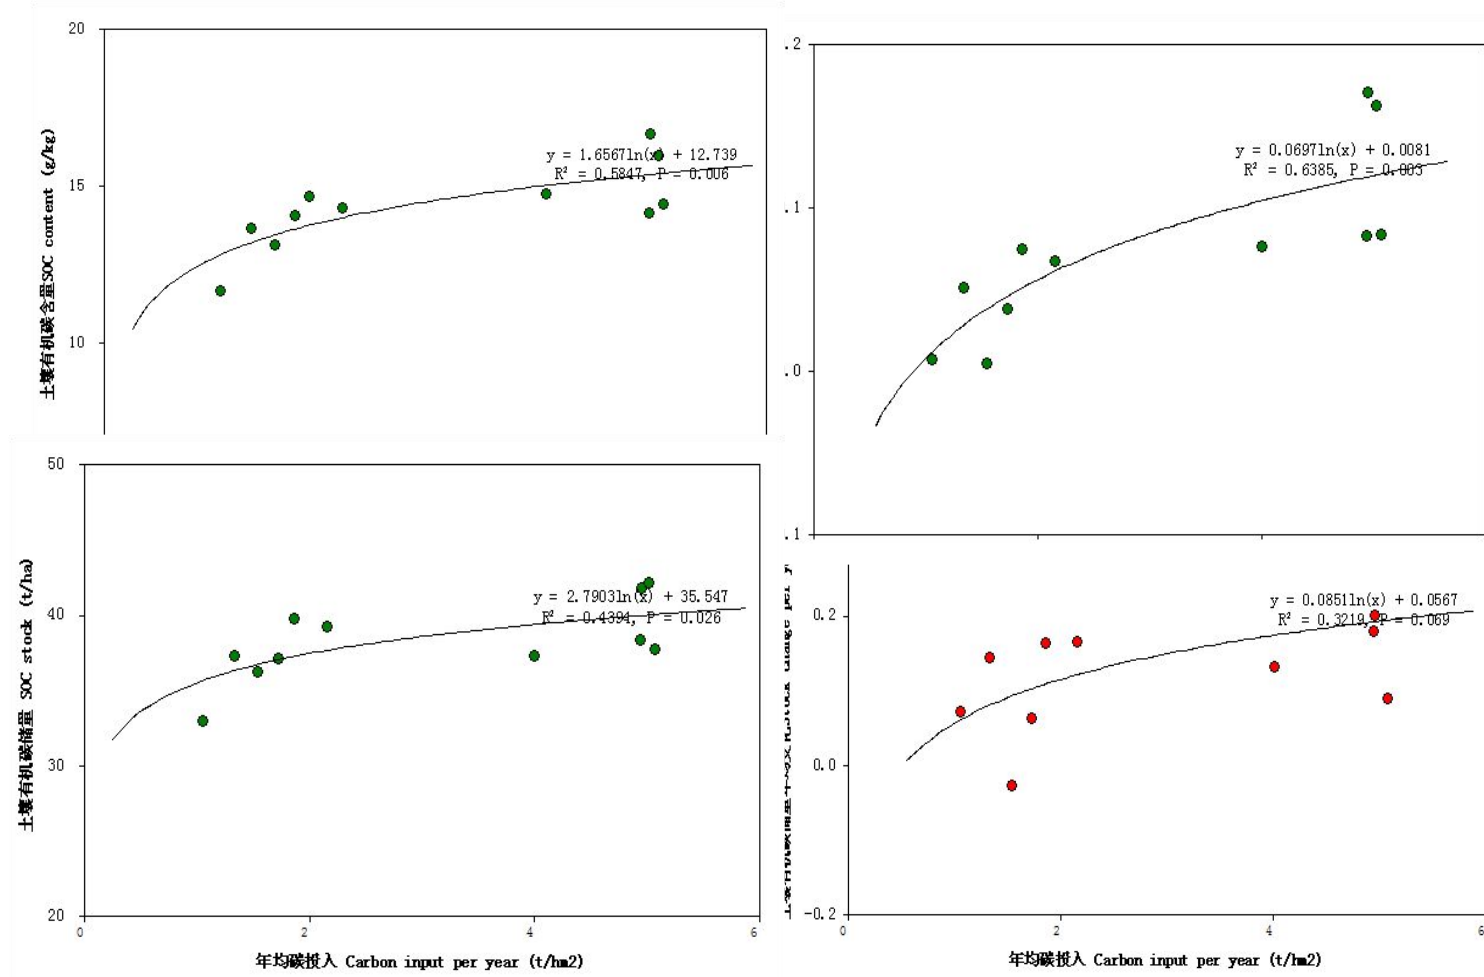 20
15
10
土壤有机碳含量SOC content (g/kg)
y = 1.6567ln(x) + 12.739
R² = 0.5847, P = 0.006
.2
.1
.0
.1
y = 0.0697ln(x) + 0.0081
R² = 0.6385, P = 0.003
50
40
30
20
土壤有机碳储量 SOC stock (t/ha)
y = 2.7903ln(x) + 35.547
R² = 0.4394, P = 0.026
0
2
4
6
年均碳投入 Carbon input per year (t/hm2)
0.2
0.0
-0.2
change per y
y = 0.0851ln(x) + 0.0567
R² = 0.3219, P = 0.069
0
2
4
6
年均碳投入 Carbon input per year (t/hm2)